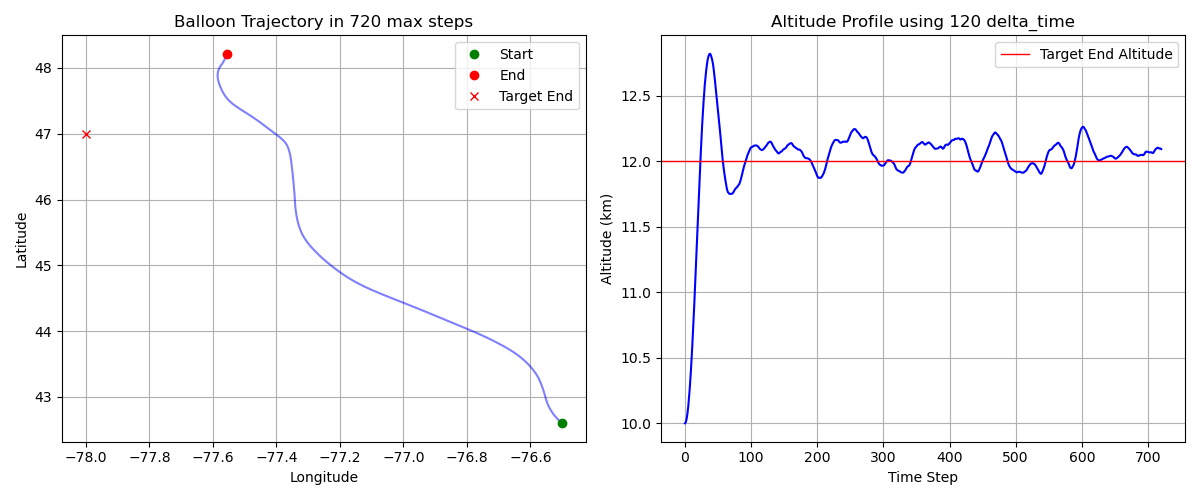 Balloon Trajectory in 720 max steps
Start
End
Target End
48
47
46
45
44
43
Latitude
−78.0 −77.8 −77.6 −77.4 −77.2 −77.0 −76.8 −76.6
Longitude
Altitude Profile using 120 delta_time
Target End Altitude
12.5
12.0
11.5
11.0
10.5
10.0
Altitude (km)
0 100 200 300 400 500 600 700
Time Step